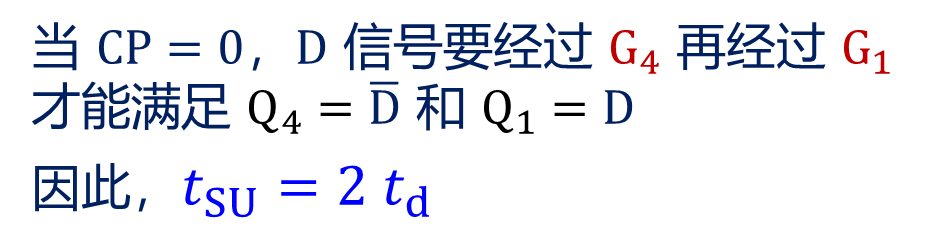 当 CP = 0，D 信号要经过 G₄ 再经过 G₁
才能满足 Q₄ = D̅ 和 Q₁ = D
因此，t_SU = 2 t_d